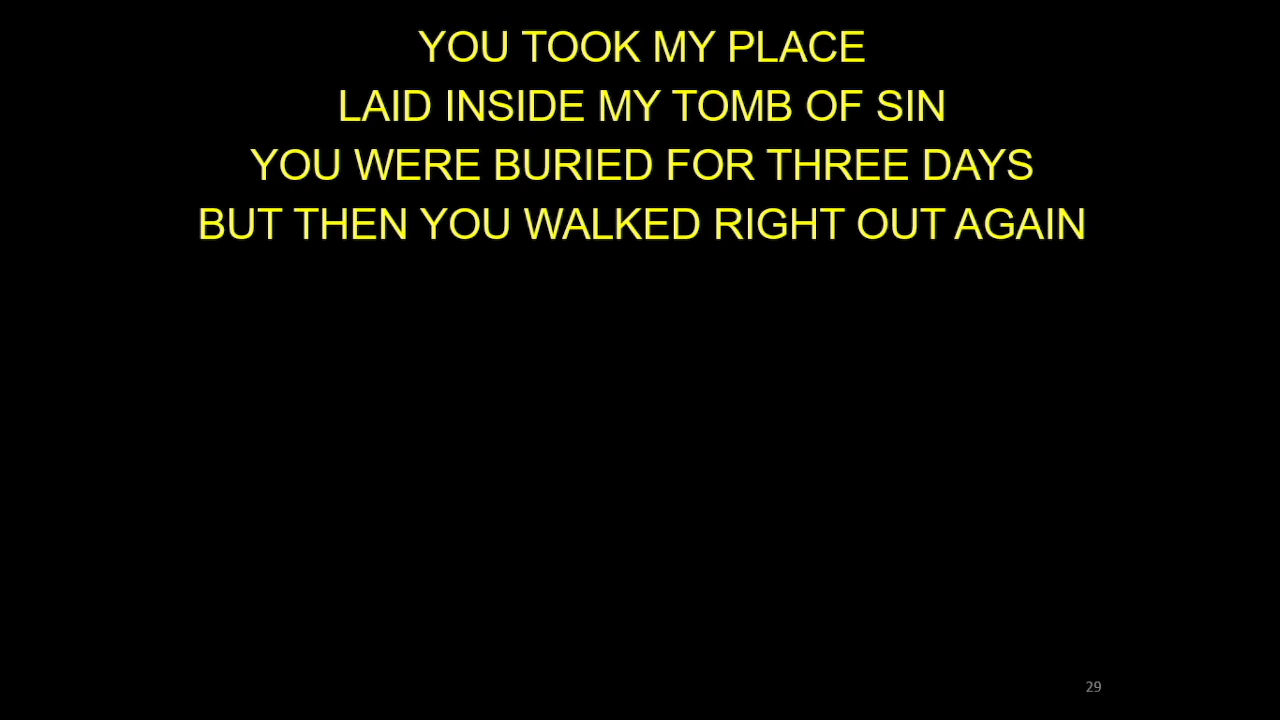 YOU TOOK MY PLACE
LAID INSIDE MY TOMB OF SIN
YOU WERE BURIED FOR THREE DAYS
BUT THEN YOU WALKED RIGHT OUT AGAIN
29